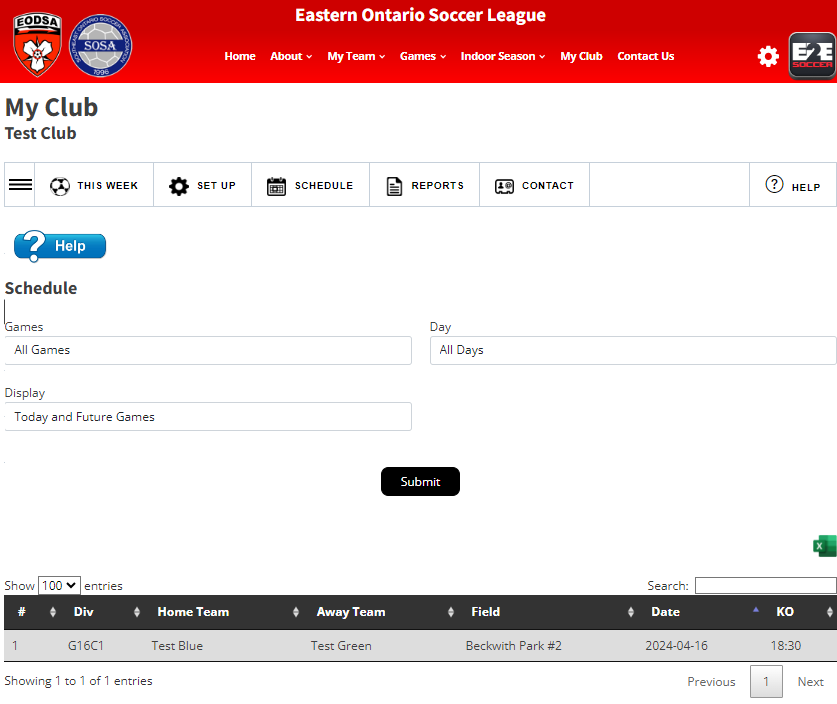 Eastern Ontario Soccer League
EODSA
SOUTHEAST ONTARIO SOCCER ASSOCIATION
SOSA
1996
Home About My Team Games Indoor Season My Club Contact Us
E2E
SOCCER
My Club
Test Club
THIS WEEK SET UP SCHEDULE REPORTS CONTACT ? HELP
? Help
Schedule
Games Day
All Games All Days
Display
Today and Future Games
Submit
X
Show 100 entries Search:
# Div Home Team Away Team Field Date KO
1 G16C1 Test Blue Test Green Beckwith Park #2 2024-04-16 18:30
Showing 1 to 1 of 1 entries Previous 1 Next